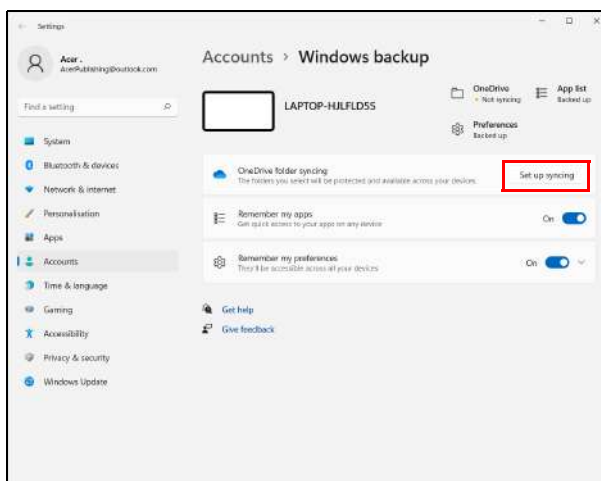 Settings
Acer .
AcerPublishing@outlook.com
Find a setting
System
Bluetooth & devices
Network & internet
Personalisation
Apps
Accounts
Time & language
Gaming
Accessibility
Privacy & security
Windows Update
Accounts > Windows backup
LAPTOP-HJLFLD5S
OneDrive
• Not syncing
App list
Backed up
Preferences
Backed up
OneDrive folder syncing
The folders you select will be protected and available across your devices.
Set up syncing
Remember my apps
Get quick access to your apps on any device
On
Remember my preferences
They'll be accessible across all your devices
On
Get help
Give feedback